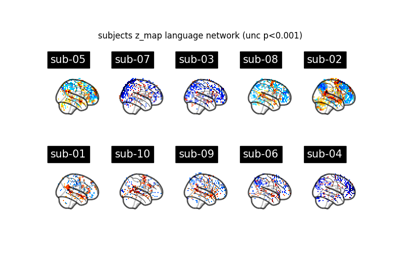 subjects z_map language network (unc p<0.001)
sub-05 sub-07 sub-03 sub-08 sub-02
sub-01 sub-10 sub-09 sub-06 sub-04